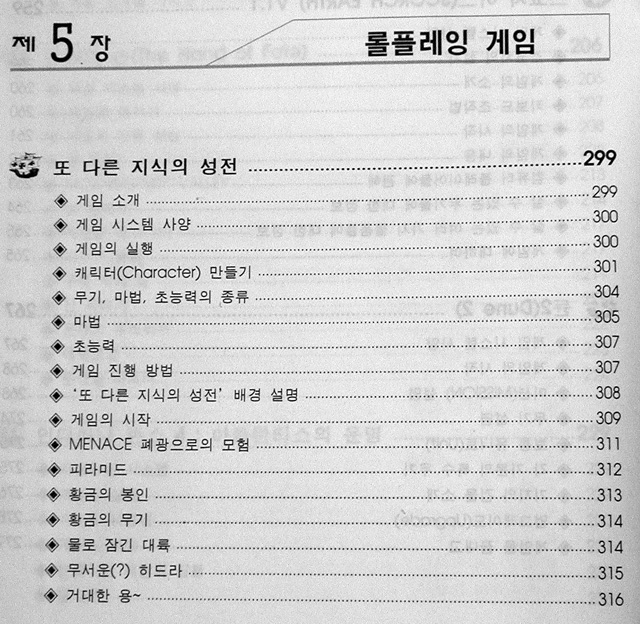 제 5 장 롤플레잉 게임
또 다른 지식의 성전 299
◈ 게임 소개 299
◈ 게임 시스템 사양 300
◈ 게임의 실행 300
◈ 캐릭터(Character) 만들기 301
◈ 무기, 마법, 초능력의 종류 304
◈ 마법 305
◈ 초능력 307
◈ 게임 진행 방법 307
◈ '또 다른 지식의 성전' 배경 설명 308
◈ 게임의 시작 309
◈ MENACE 폐광으로의 모험 311
◈ 피라미드 312
◈ 황금의 봉인 313
◈ 황금의 무기 314
◈ 물로 잠긴 대륙 314
◈ 무서운(?) 히드라 315
◈ 거대한 용~ 316